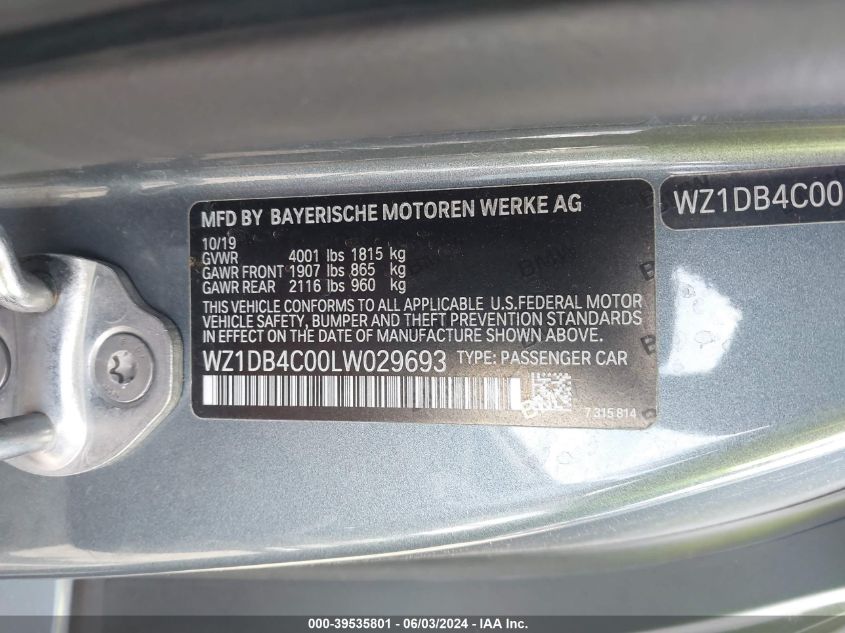 MFD BY BAYERISCHE MOTOREN WERKE AG
10/19
GVWR 4001 lbs 1815 kg
GAWR FRONT 1907 lbs 865 kg
GAWR REAR 2116 lbs 960 kg
THIS VEHICLE CONFORMS TO ALL APPLICABLE U.S.FEDERAL MOTOR
VEHICLE SAFETY, BUMPER AND THEFT PREVENTION STANDARDS
IN EFFECT ON THE DATE OF MANUFACTURE SHOWN ABOVE.
WZ1DB4C00LW029693 TYPE: PASSENGER CAR
L
7 315 814
WZ1DB4C00
000-39535801 - 06/03/2024 - IAA Inc.